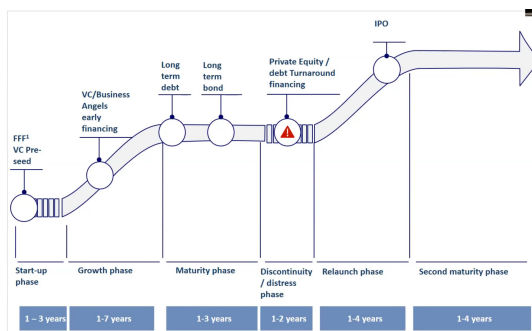 IPO
Long
term
debt
Long
term
bond
Private Equity /
debt Turnaround
financing
VC/Business
Angels
early
financing
FFF¹
VC Pre-
seed
Start-up
phase
Growth phase
Maturity phase
Discontinuity
/ distress
phase
Relaunch phase
Second maturity phase
1 – 3 years
1-7 years
1-3 years
1-2 years
1-4 years
1-4 years